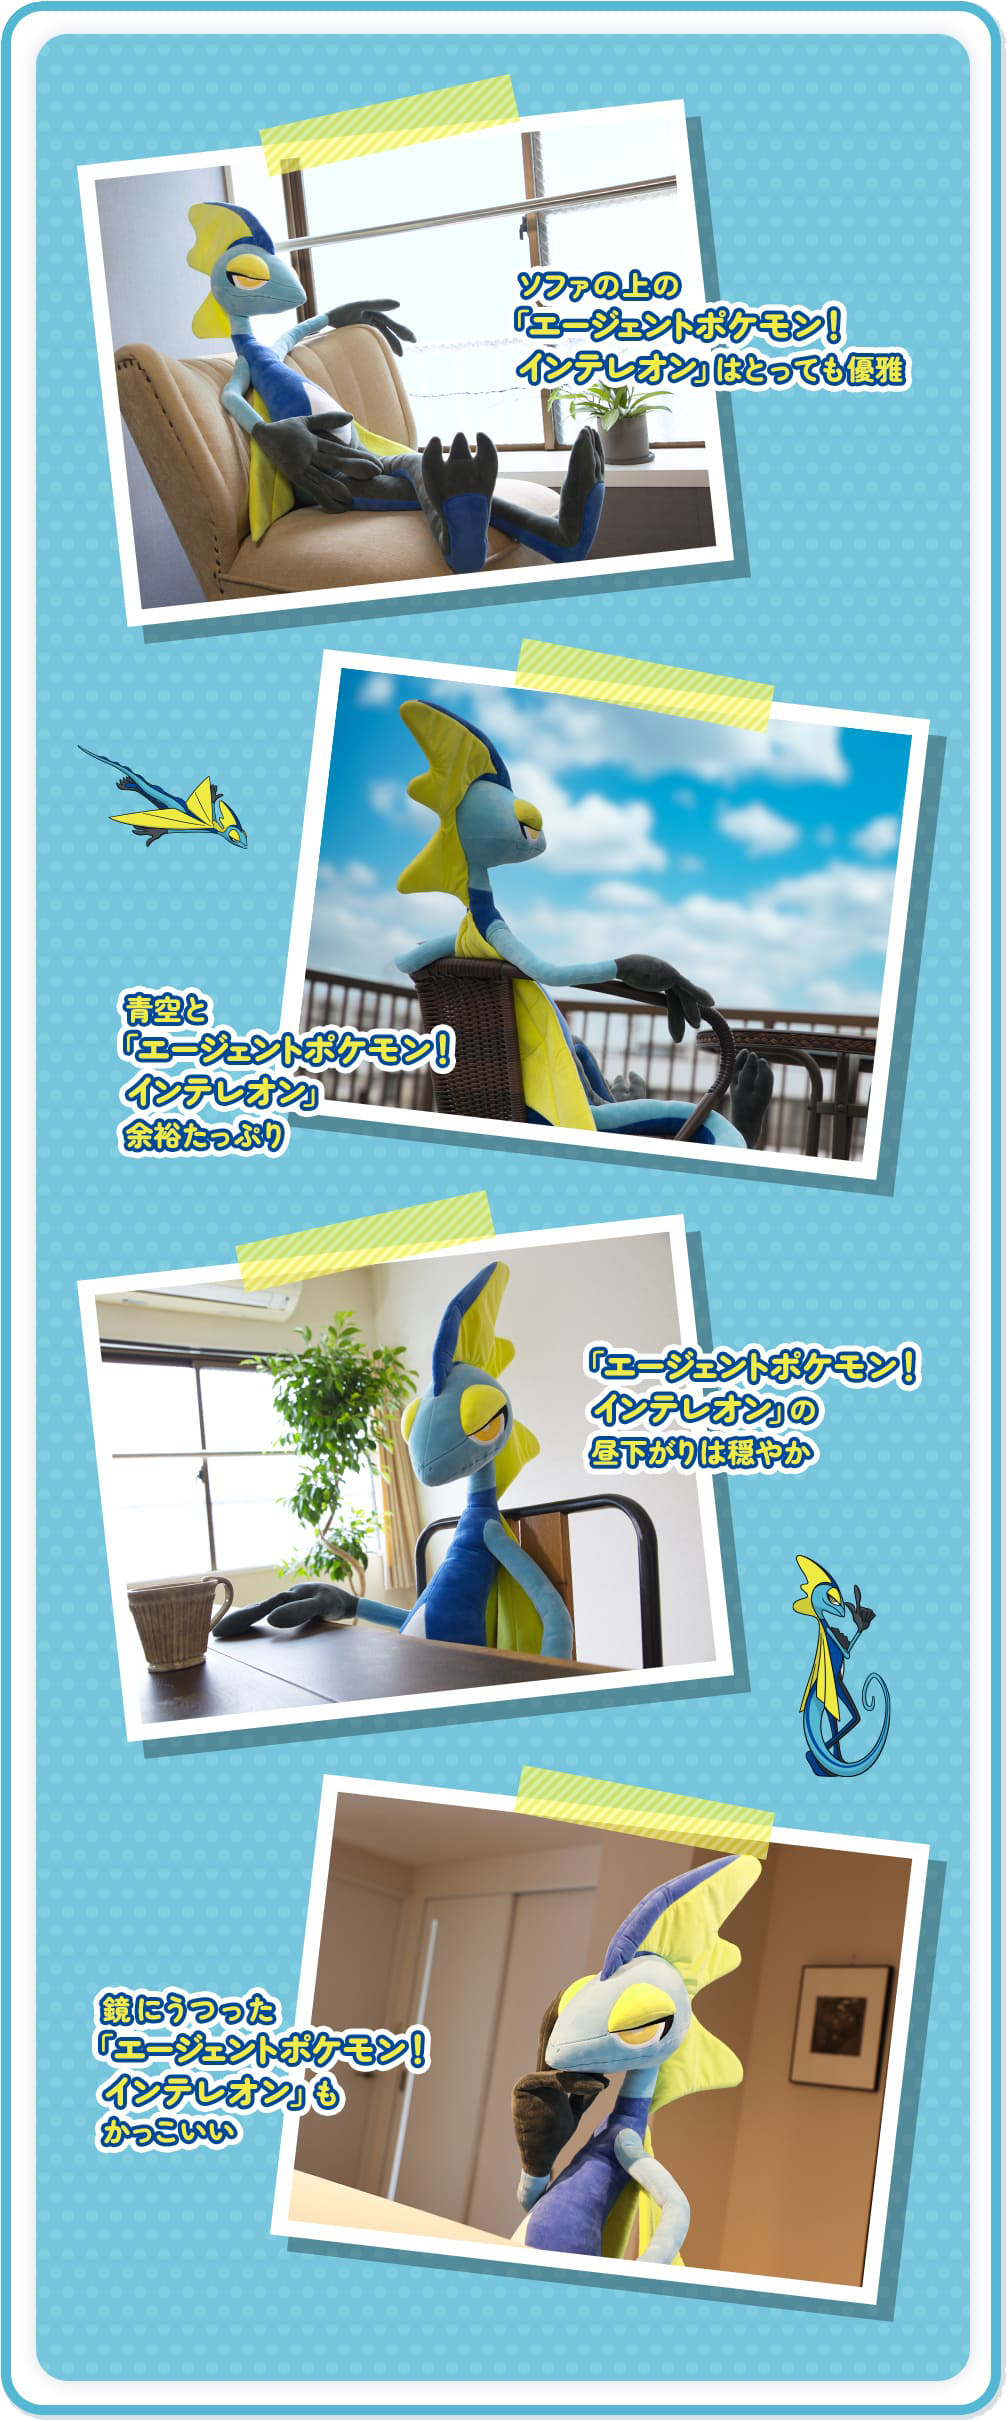 ソファの上の
「エージェントポケモン！
インテレオン」はとっても優雅
青空と
「エージェントポケモン！
インテレオン」
余裕たっぷり
「エージェントポケモン！
インテレオン」の
昼下がりは穏やか
鏡にうつった
「エージェントポケモン！
インテレオン」も
かっこいい